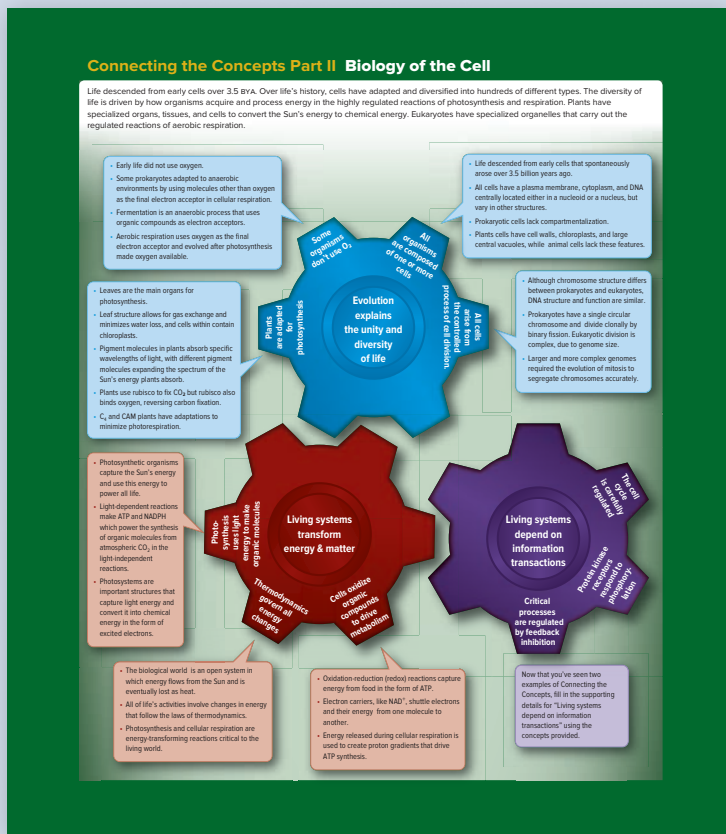 Connecting the Concepts Part II Biology of the Cell
Life descended from early cells over 3.5 BYA. Over life's history, cells have adapted and diversified into hundreds of different types. The diversity of
life is driven by how organisms acquire and process energy in the highly regulated reactions of photosynthesis and respiration. Plants have
specialized organs, tissues, and cells to convert the Sun's energy to chemical energy. Eukaryotes have specialized organelles that carry out the
regulated reactions of aerobic respiration.
• Early life did not use oxygen.
• Some prokaryotes adapted to anaerobic
environments by using molecules other than oxygen
as the final electron acceptor in cellular respiration.
• Fermentation is an anaerobic process that uses
organic compounds as electron acceptors.
• Aerobic respiration uses oxygen as the final
electron acceptor and evolved after photosynthesis
made oxygen available.
• Life descended from early cells that spontaneously
arose over 3.5 billion years ago.
• All cells have a plasma membrane, cytoplasm, and DNA
centrally located either in a nucleoid or a nucleus, but
vary in other structures.
• Prokaryotic cells lack compartmentalization.
• Plants cells have cell walls, chloroplasts, and large
central vacuoles, while animal cells lack these features.
Some
organisms
don't use O₂
All
organisms
are composed
of one or more
cells
• Leaves are the main organs for
photosynthesis.
• Leaf structure allows for gas exchange and
minimizes water loss, and cells within contain
chloroplasts.
• Pigment molecules in plants absorb specific
wavelengths of light, with different pigment
molecules expanding the spectrum of the
Sun's energy plants absorb.
• Plants use rubisco to fix CO₂ but rubisco also
binds oxygen, reversing carbon fixation.
• C₄ and CAM plants have adaptations to
minimize photorespiration.
Plants
are adapted
for
photosynthesis
Evolution
explains
the unity and
diversity
of life
All cells
arise from
the controlled
process of cell division.
• Although chromosome structure differs
between prokaryotes and eukaryotes,
DNA structure and function are similar.
• Prokaryotes have a single circular
chromosome and divide clonally by
binary fission. Eukaryotic division is
complex, due to genome size.
• Larger and more complex genomes
required the evolution of mitosis to
segregate chromosomes accurately.
• Photosynthetic organisms
capture the Sun's energy
and use this energy to
power all life.
• Light-dependent reactions
make ATP and NADPH
which power the synthesis
of organic molecules from
atmospheric CO₂ in the
light-independent
reactions.
• Photosystems are
important structures that
capture light energy and
convert it into chemical
energy in the form of
excited electrons.
Photo-
synthesis
uses light
energy to make
organic molecules
Living systems
transform
energy & matter
Thermodynamics
govern all
energy
changes
Cells oxidize
organic
compounds
to drive
metabolism
Living systems
depend on
information
transactions
The cell
cycle
is carefully
regulated
Protein kinase
receptors
respond to
phosphory-
lation
Critical
processes
are regulated
by feedback
inhibition
• The biological world is an open system in
which energy flows from the Sun and is
eventually lost as heat.
• All of life's activities involve changes in energy
that follow the laws of thermodynamics.
• Photosynthesis and cellular respiration are
energy-transforming reactions critical to the
living world.
• Oxidation-reduction (redox) reactions capture
energy from food in the form of ATP.
• Electron carriers, like NAD⁺, shuttle electrons
and their energy from one molecule to
another.
• Energy released during cellular respiration is
used to create proton gradients that drive
ATP synthesis.
Now that you've seen two
examples of Connecting the
Concepts, fill in the supporting
details for "Living systems
depend on information
transactions" using the
concepts provided.